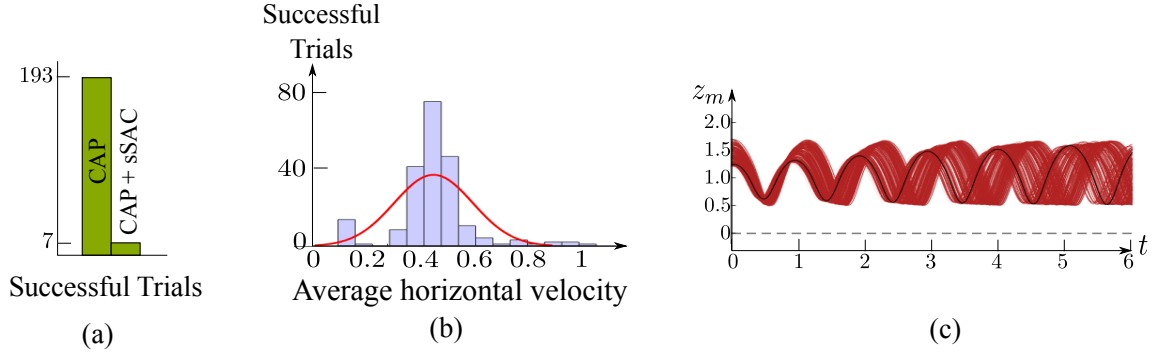 193
7
CAP
CAP + sSAC
Successful Trials
(a)
Successful
Trials
80
40
0
0 0.2 0.4 0.6 0.8 1
Average horizontal velocity
(b)
z_m
2.0
1.5
1.0
0.5
0
0 1 2 3 4 5 6 t
(c)